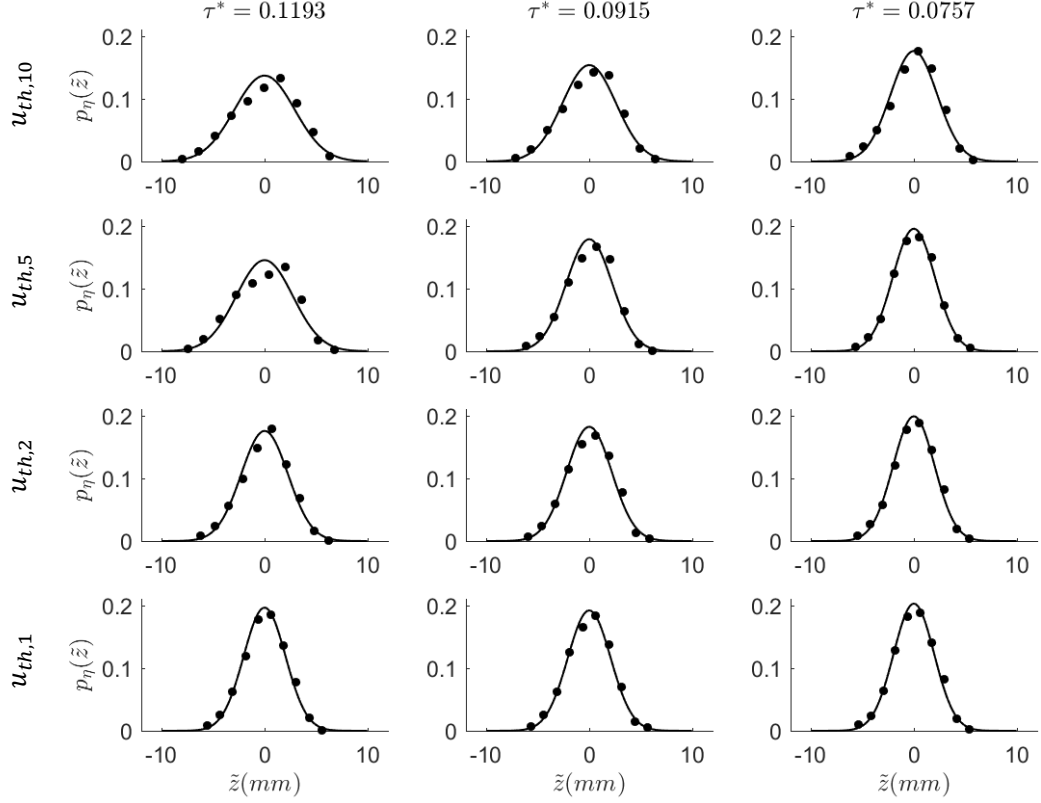 τ* = 0.1193 τ* = 0.0915 τ* = 0.0757
u_th,10
p_η(z̃) 0.2 0.1 0 -10 0 10
0.2 0.1 0 -10 0 10
0.2 0.1 0 -10 0 10
u_th,5
p_η(z̃) 0.2 0.1 0 -10 0 10
0.2 0.1 0 -10 0 10
0.2 0.1 0 -10 0 10
u_th,2
p_η(z̃) 0.2 0.1 0 -10 0 10
0.2 0.1 0 -10 0 10
0.2 0.1 0 -10 0 10
u_th,1
p_η(z̃) 0.2 0.1 0 -10 0 10
0.2 0.1 0 -10 0 10
0.2 0.1 0 -10 0 10
z̃(mm) z̃(mm) z̃(mm)